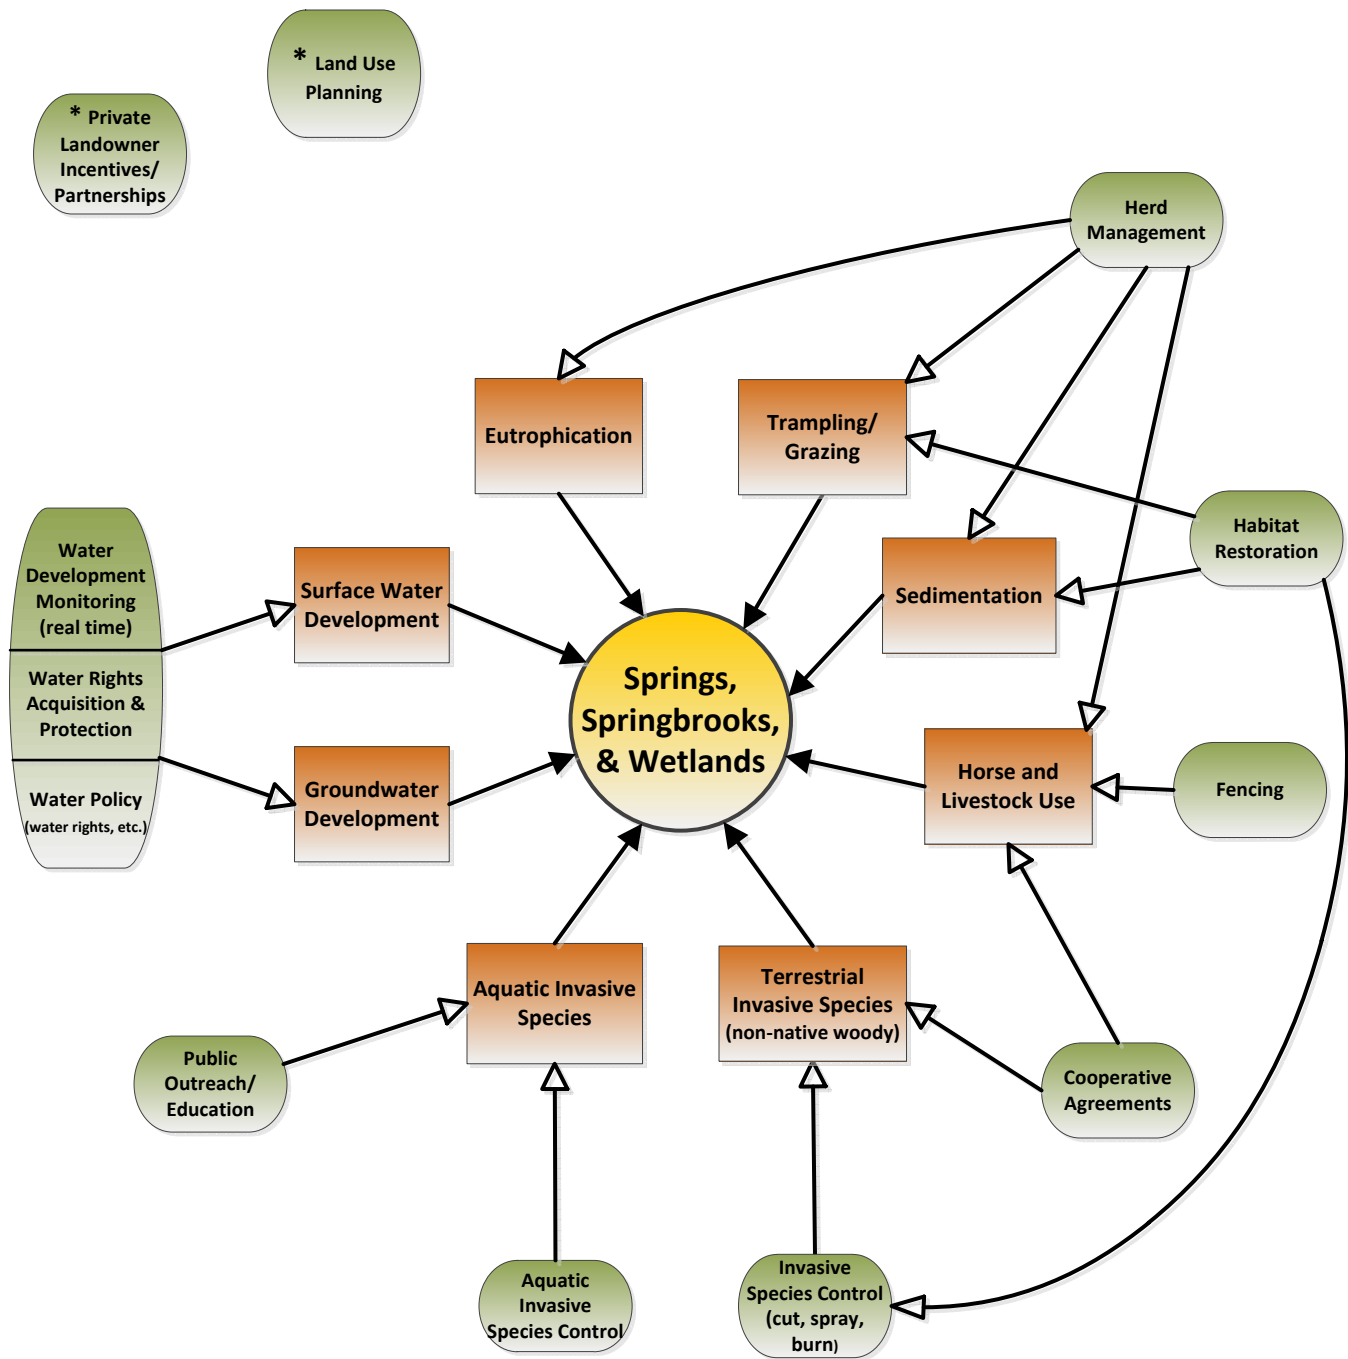 * Land Use
Planning
* Private
Landowner
Incentives/
Partnerships
Herd
Management
Eutrophication
Trampling/
Grazing
Habitat
Restoration
Water
Development
Monitoring
(real time)
Water Rights
Acquisition &
Protection
Water Policy
(water rights, etc.)
Surface Water
Development
Sedimentation
Springs,
Springbrooks,
& Wetlands
Groundwater
Development
Horse and
Livestock Use
Fencing
Aquatic Invasive
Species
Terrestrial
Invasive Species
(non-native woody)
Public
Outreach/
Education
Cooperative
Agreements
Aquatic
Invasive
Species Control
Invasive
Species Control
(cut, spray,
burn)